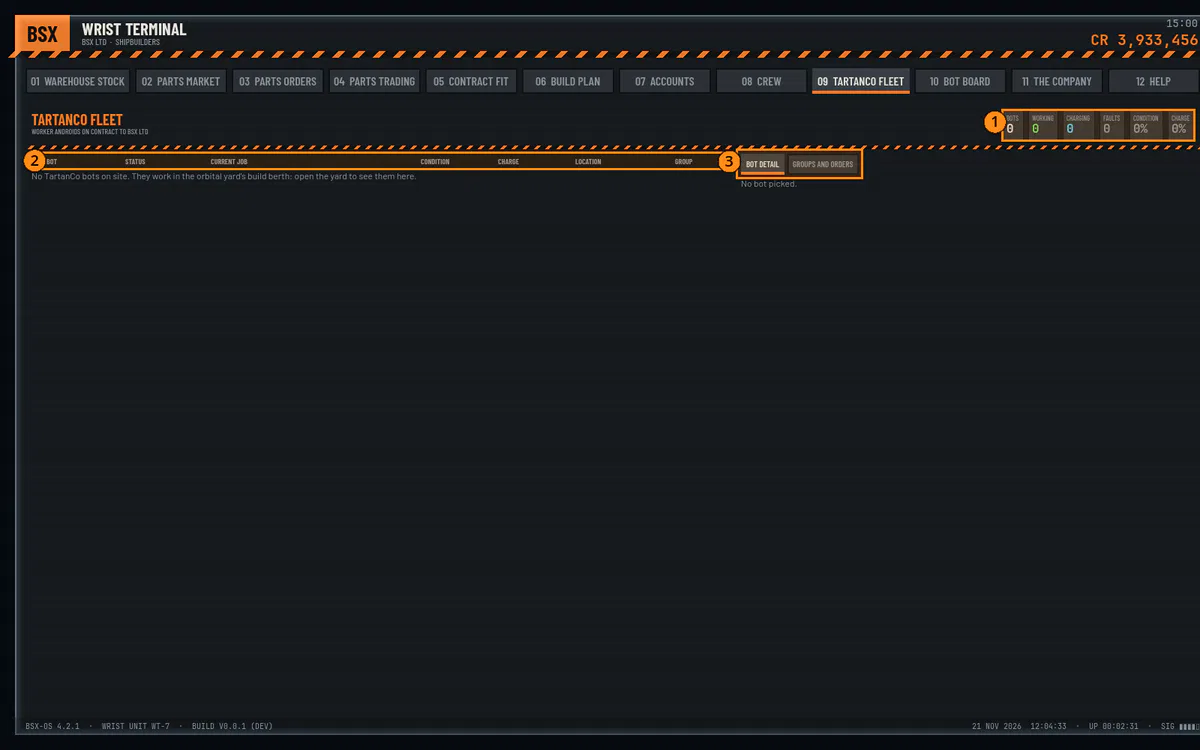 BSX
WRIST TERMINAL
BSX LTD · SHIPBUILDERS
15:00
CR 3,933,456
01 WAREHOUSE STOCK
02 PARTS MARKET
03 PARTS ORDERS
04 PARTS TRADING
05 CONTRACT FIT
06 BUILD PLAN
07 ACCOUNTS
08 CREW
09 TARTANCO FLEET
10 BOT BOARD
11 THE COMPANY
12 HELP
TARTANCO FLEET
WORKER ANDROIDS ON CONTRACT TO BSX LTD
1
BOTS WORKING CHARGING FAULTS CONDITION CHARGE
0 0 0 0 0% 0%
2
BOT STATUS CURRENT JOB CONDITION CHARGE LOCATION GROUP
3
BOT DETAIL
GROUPS AND ORDERS
No TartanCo bots on site. They work in the orbital yard's build berth: open the yard to see them here.
No bot picked.
BSX-OS 4.2.1 · WRIST UNIT WT-7 · BUILD V0.0.1 (DEV)
21 NOV 2026 12:04:33 · UP 00:02:31 · SIG